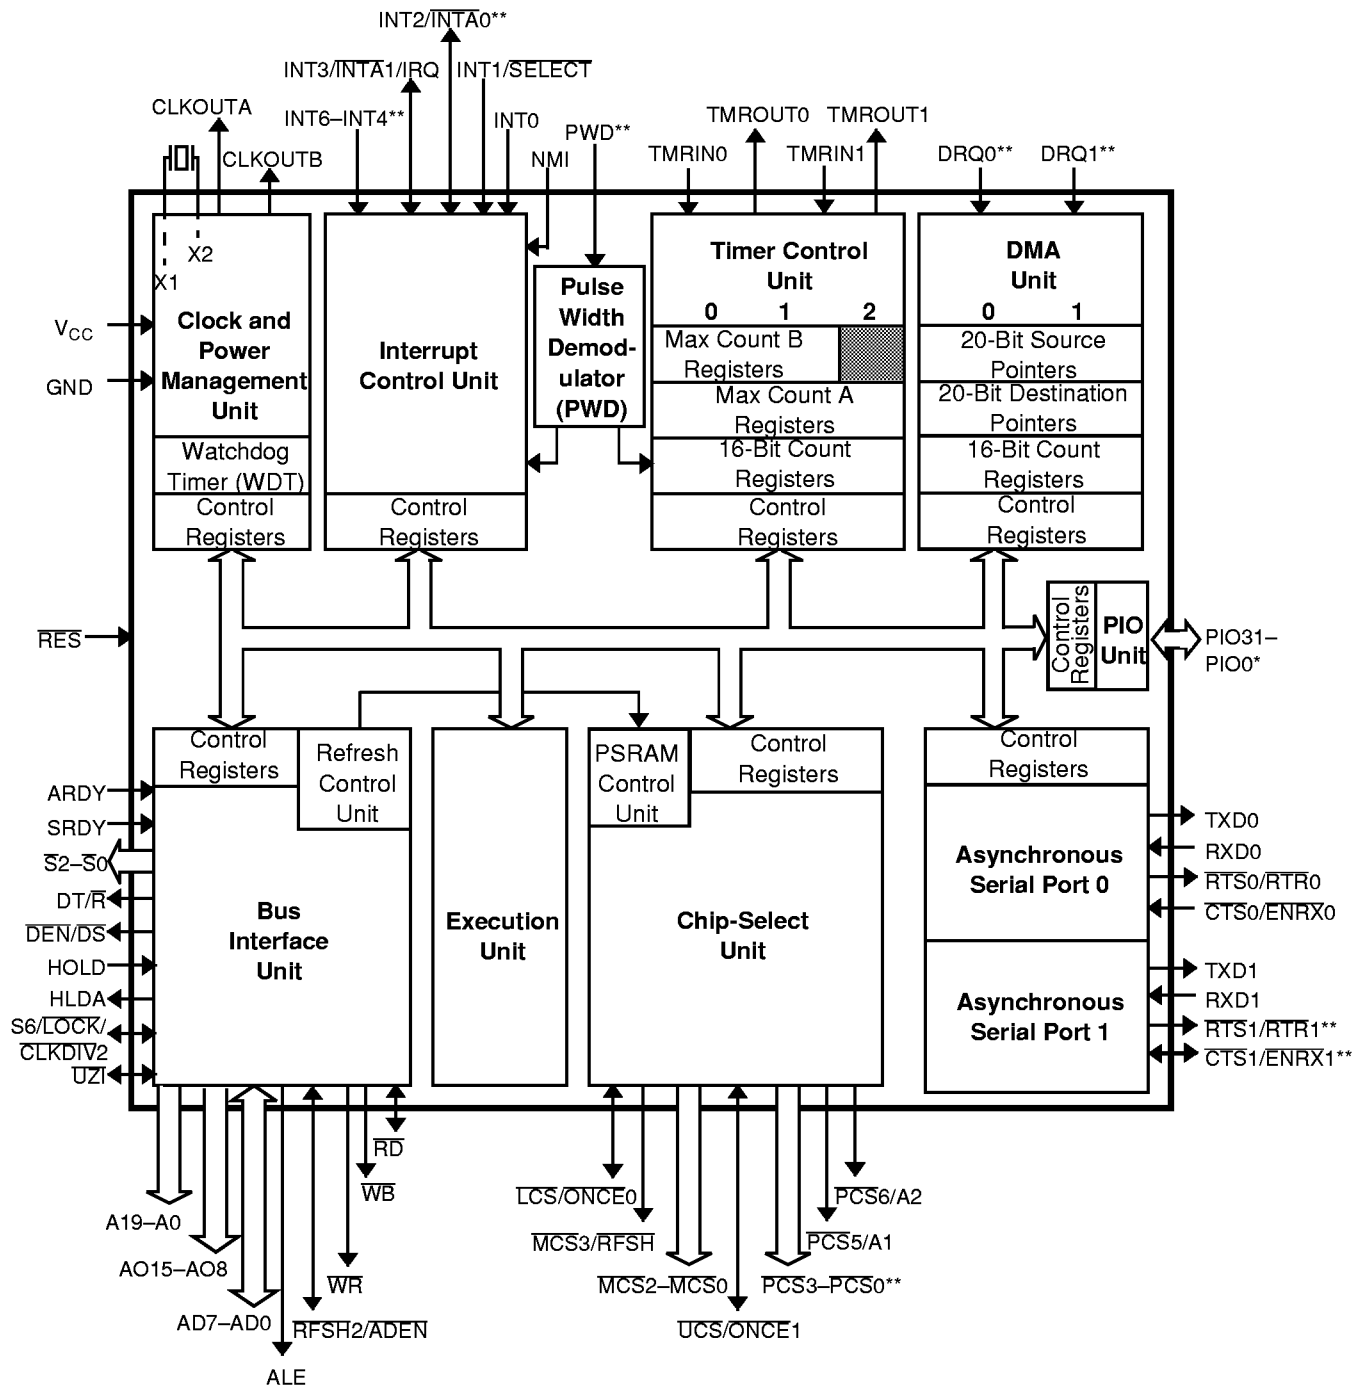 INT2/INTA0**
INT3/INTA1/IRQ
INT1/SELECT
CLKOUTA
INT6–INT4**
INT0
PWD**
TMROUT0
TMROUT1
CLKOUTB
NMI
TMRIN0
TMRIN1
DRQ0**
DRQ1**
X2
X1
Clock and
Power
Management
Unit
Watchdog
Timer (WDT)
Control
Registers
VCC
GND
Interrupt
Control Unit
Control
Registers
Pulse
Width
Demod-
ulator
(PWD)
Timer Control
Unit
0 1 2
Max Count B
Registers
Max Count A
Registers
16-Bit Count
Registers
Control
Registers
DMA
Unit
0 1
20-Bit Source
Pointers
20-Bit Destination
Pointers
16-Bit Count
Registers
Control
Registers
RES
Control
Registers
PIO
Unit
PIO31–
PIO0*
Control
Registers
Refresh
Control
Unit
Bus
Interface
Unit
ARDY
SRDY
S2–S0
DT/R
DEN/DS
HOLD
HLDA
S6/LOCK/
CLKDIV2
UZI
Execution
Unit
PSRAM
Control
Unit
Control
Registers
Chip-Select
Unit
Control
Registers
Asynchronous
Serial Port 0
Asynchronous
Serial Port 1
TXD0
RXD0
RTS0/RTR0
CTS0/ENRX0
TXD1
RXD1
RTS1/RTR1**
CTS1/ENRX1**
RD
WB
A19–A0
AO15–AO8
WR
AD7–AD0
RFSH2/ADEN
ALE
LCS/ONCE0
PCS6/A2
MCS3/RFSH
PCS5/A1
MCS2–MCS0
PCS3–PCS0**
UCS/ONCE1